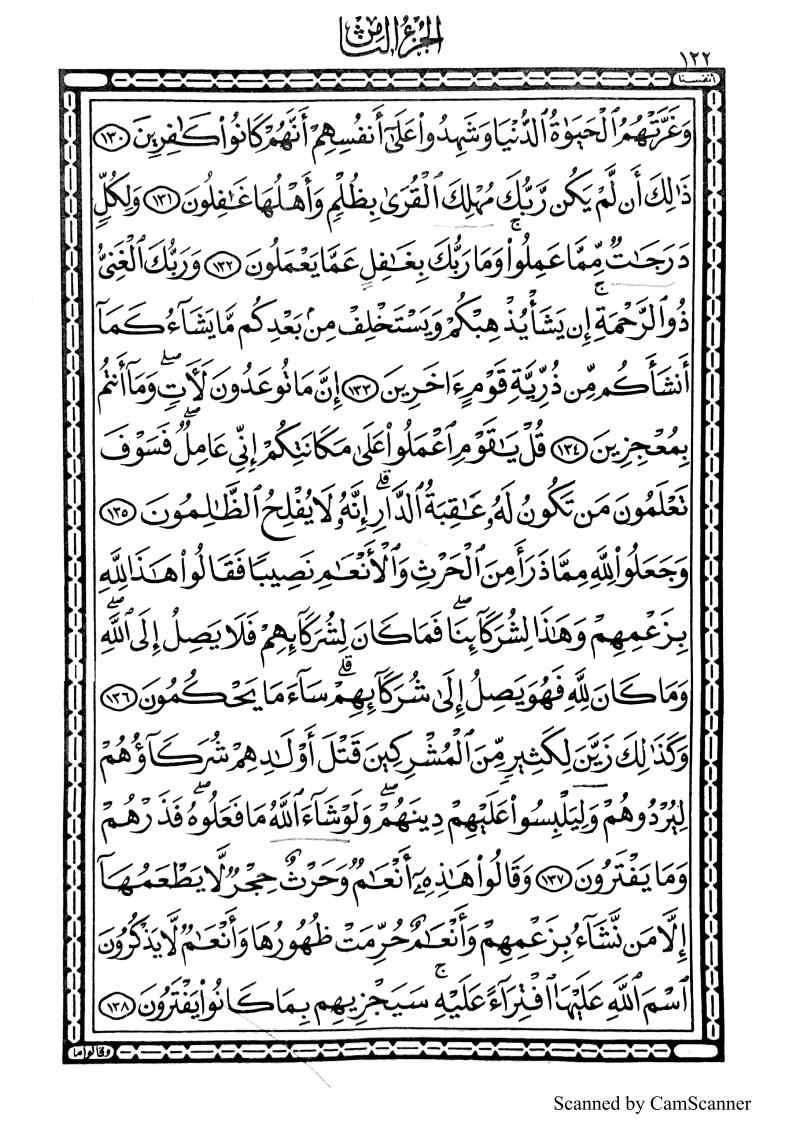 الجزء الثامن
١٢٢
أنفسنا
وَغَرَّتْهُمُ ٱلْحَيَوٰةُ ٱلدُّنْيَا وَشَهِدُوا۟ عَلَىٰٓ أَنفُسِهِمْ أَنَّهُمْ كَانُوا۟ كَـٰفِرِينَ ١٣٠
ذَٰلِكَ أَن لَّمْ يَكُن رَّبُّكَ مُهْلِكَ ٱلْقُرَىٰ بِظُلْمٍ وَأَهْلُهَا غَـٰفِلُونَ ١٣١ وَلِكُلٍّ
دَرَجَـٰتٌ مِّمَّا عَمِلُوا۟ ۚ وَمَا رَبُّكَ بِغَـٰفِلٍ عَمَّا يَعْمَلُونَ ١٣٢ وَرَبُّكَ ٱلْغَنِىُّ
ذُو ٱلرَّحْمَةِ ۚ إِن يَشَأْ يُذْهِبْكُمْ وَيَسْتَخْلِفْ مِنۢ بَعْدِكُم مَّا يَشَآءُ كَمَآ
أَنشَأَكُم مِّن ذُرِّيَّةِ قَوْمٍ ءَاخَرِينَ ١٣٣ إِنَّ مَا تُوعَدُونَ لَـَٔاتٍ ۖ وَمَآ أَنتُم
بِمُعْجِزِينَ ١٣٤ قُلْ يَـٰقَوْمِ ٱعْمَلُوا۟ عَلَىٰ مَكَانَتِكُمْ إِنِّى عَامِلٌ ۖ فَسَوْفَ
تَعْلَمُونَ مَن تَكُونُ لَهُۥ عَـٰقِبَةُ ٱلدَّارِ ۗ إِنَّهُۥ لَا يُفْلِحُ ٱلظَّـٰلِمُونَ ١٣٥
وَجَعَلُوا۟ لِلَّهِ مِمَّا ذَرَأَ مِنَ ٱلْحَرْثِ وَٱلْأَنْعَـٰمِ نَصِيبًا فَقَالُوا۟ هَـٰذَا لِلَّهِ
بِزَعْمِهِمْ وَهَـٰذَا لِشُرَكَآئِنَا ۖ فَمَا كَانَ لِشُرَكَآئِهِمْ فَلَا يَصِلُ إِلَى ٱللَّهِ ۖ
وَمَا كَانَ لِلَّهِ فَهُوَ يَصِلُ إِلَىٰ شُرَكَآئِهِمْ ۗ سَآءَ مَا يَحْكُمُونَ ١٣٦
وَكَذَٰلِكَ زَيَّنَ لِكَثِيرٍ مِّنَ ٱلْمُشْرِكِينَ قَتْلَ أَوْلَـٰدِهِمْ شُرَكَآؤُهُمْ
لِيُرْدُوهُمْ وَلِيَلْبِسُوا۟ عَلَيْهِمْ دِينَهُمْ ۖ وَلَوْ شَآءَ ٱللَّهُ مَا فَعَلُوهُ ۖ فَذَرْهُمْ
وَمَا يَفْتَرُونَ ١٣٧ وَقَالُوا۟ هَـٰذِهِۦٓ أَنْعَـٰمٌ وَحَرْثٌ حِجْرٌ لَّا يَطْعَمُهَآ
إِلَّا مَن نَّشَآءُ بِزَعْمِهِمْ وَأَنْعَـٰمٌ حُرِّمَتْ ظُهُورُهَا وَأَنْعَـٰمٌ لَّا يَذْكُرُونَ
ٱسْمَ ٱللَّهِ عَلَيْهَا ٱفْتِرَآءً عَلَيْهِ ۚ سَيَجْزِيهِم بِمَا كَانُوا۟ يَفْتَرُونَ ١٣٨
وقالوا ما
Scanned by CamScanner